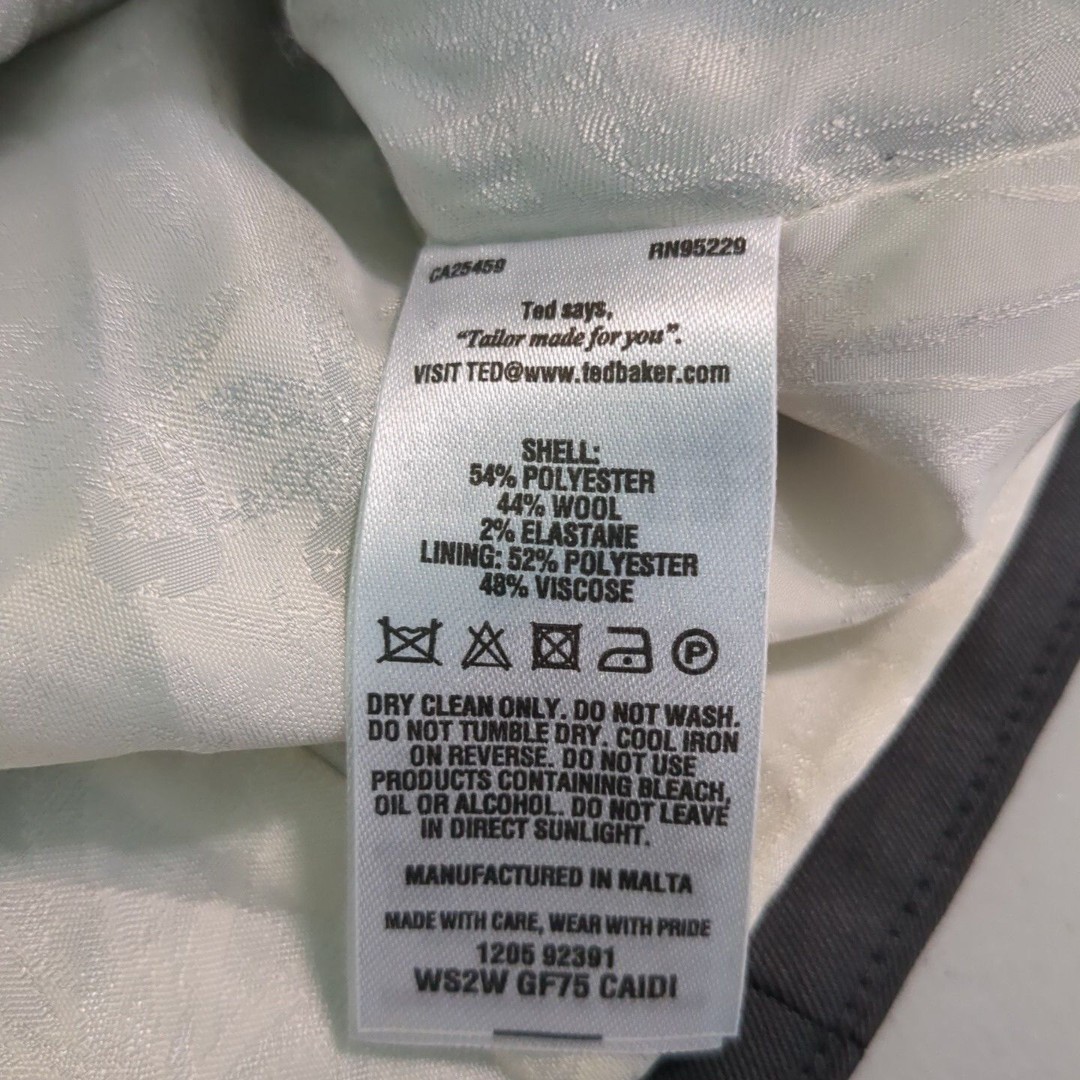 CA25459 RN95229
Ted says,
“Tailor made for you”.
VISIT TED@www.tedbaker.com
SHELL:
54% POLYESTER
44% WOOL
2% ELASTANE
LINING: 52% POLYESTER
48% VISCOSE
P
DRY CLEAN ONLY. DO NOT WASH.
DO NOT TUMBLE DRY. COOL IRON
ON REVERSE. DO NOT USE
PRODUCTS CONTAINING BLEACH,
OIL OR ALCOHOL. DO NOT LEAVE
IN DIRECT SUNLIGHT.
MANUFACTURED IN MALTA
MADE WITH CARE, WEAR WITH PRIDE
1205 92391
WS2W GF75 CAIDI